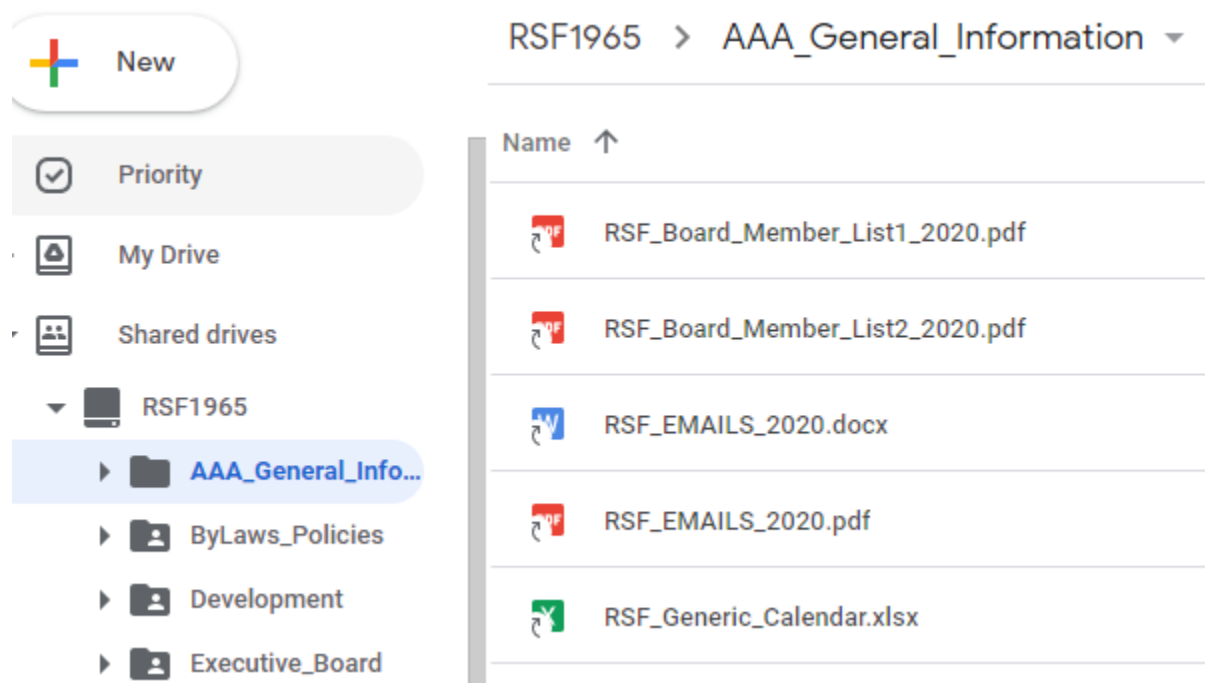 New
Priority
My Drive
Shared drives
RSF1965
AAA_General_Info...
ByLaws_Policies
Development
Executive_Board
RSF1965 > AAA_General_Information
Name
RSF_Board_Member_List1_2020.pdf
RSF_Board_Member_List2_2020.pdf
RSF_EMAILS_2020.docx
RSF_EMAILS_2020.pdf
RSF_Generic_Calendar.xlsx